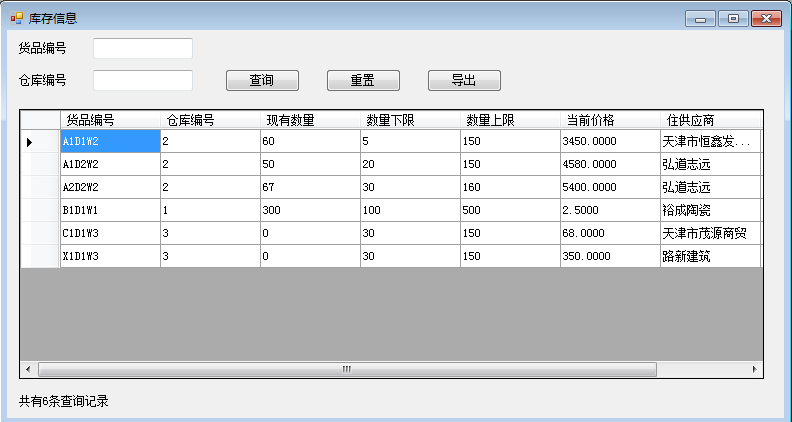 库存信息
货品编号
仓库编号 查询 重置 导出
货品编号 仓库编号 现有数量 数量下限 数量上限 当前价格 住供应商
A1D1W2 2 60 5 150 3450.0000 天津市恒鑫发...
A1D2W2 2 50 20 150 4580.0000 弘道志远
A2D2W2 2 67 30 160 5400.0000 弘道志远
B1D1W1 1 300 100 500 2.5000 裕成陶瓷
C1D1W3 3 0 30 150 68.0000 天津市茂源商贸
X1D1W3 3 0 30 150 350.0000 路新建筑
共有6条查询记录